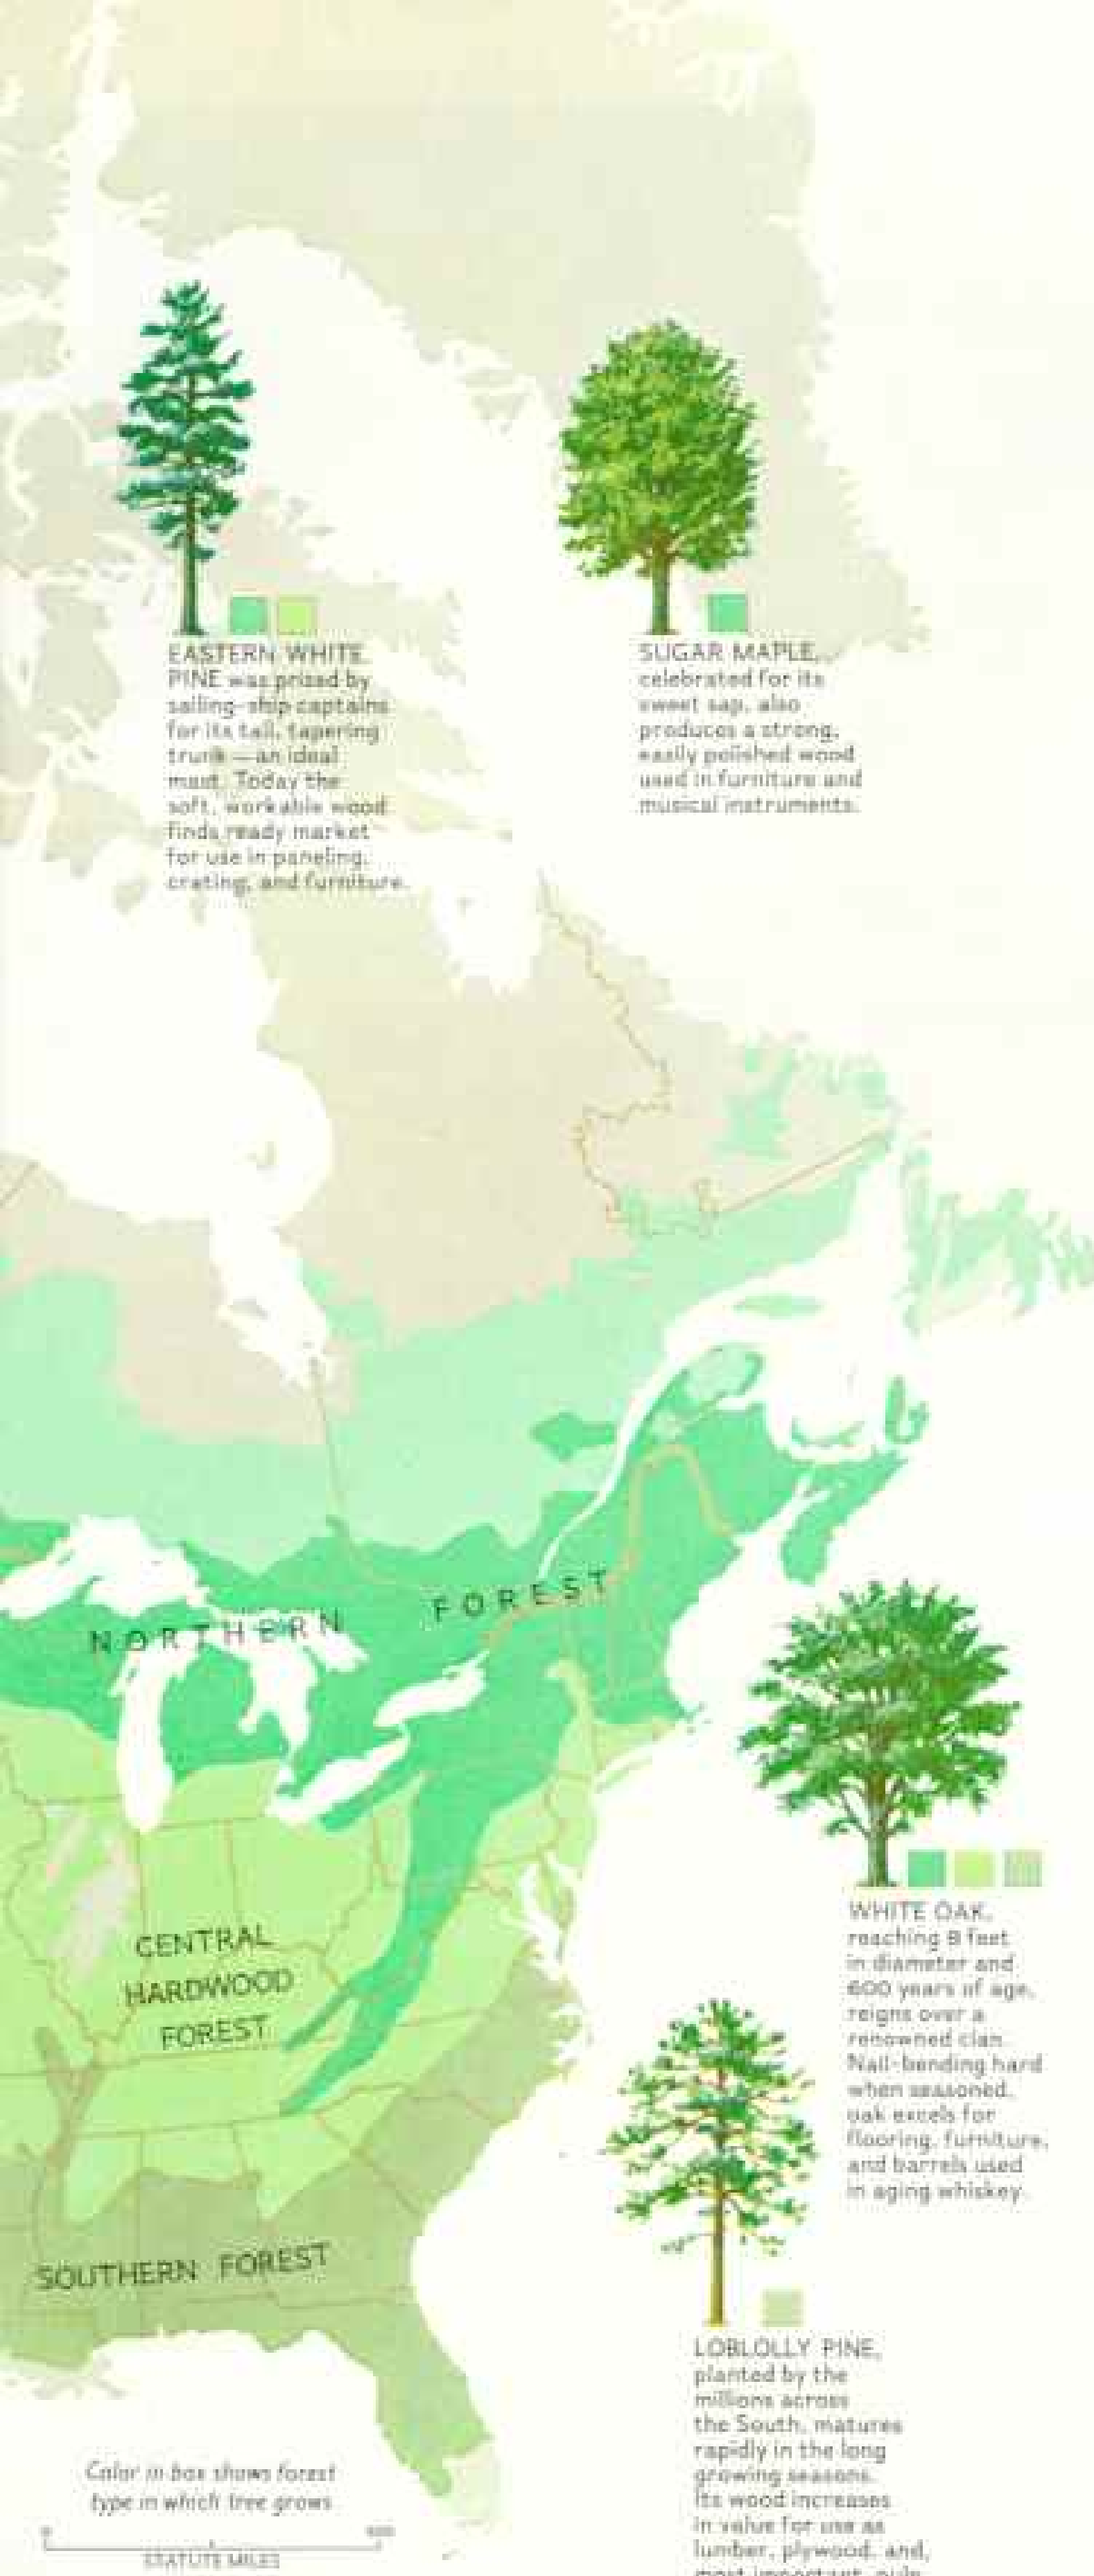 EASTERN WHITE
PINE was prized by
sailing-ship captains
for its tall, tapering
trunk—an ideal
mast. Today the
soft, workable wood
finds ready market
for use in paneling,
crating, and furniture.
SUGAR MAPLE,
celebrated for its
sweet sap, also
produces a strong,
easily polished wood
used in furniture and
musical instruments.
NORTHERN FOREST
WHITE OAK,
reaching 8 feet
in diameter and
600 years of age,
reigns over a
renowned clan.
Nail-bending hard
when seasoned,
oak excels for
flooring, furniture,
and barrels used
in aging whiskey.
CENTRAL
HARDWOOD
FOREST
SOUTHERN FOREST
LOBLOLLY PINE,
planted by the
millions across
the South, matures
rapidly in the long
growing seasons.
Its wood increases
in value for use as
lumber, plywood, and,
most important, pulp
Color in box shows forest
type in which tree grows
0
STATUTE MILES